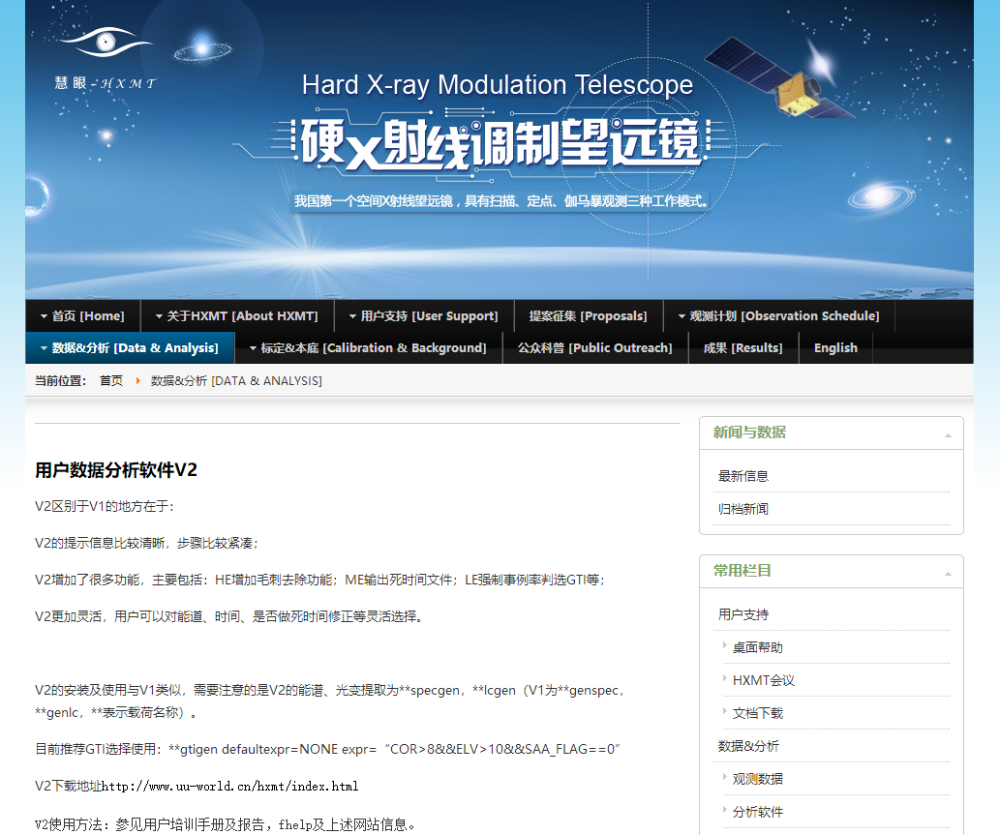 慧眼-HXMT
Hard X-ray Modulation Telescope
硬X射线调制望远镜
我国第一个空间X射线望远镜，具有扫描、定点、伽马暴观测三种工作模式。
首页 [Home] 关于HXMT [About HXMT] 用户支持 [User Support] 提案征集 [Proposals] 观测计划 [Observation Schedule]
数据&分析 [Data & Analysis] 标定&本底 [Calibration & Background] 公众科普 [Public Outreach] 成果 [Results] English
当前位置： 首页 数据&分析 [DATA & ANALYSIS]
用户数据分析软件V2
V2区别于V1的地方在于：
V2的提示信息比较清晰，步骤比较紧凑；
V2增加了很多功能，主要包括：HE增加毛刺去除功能；ME输出死时间文件；LE强制事例率判选GTI等；
V2更加灵活，用户可以对能道、时间、是否做死时间修正等灵活选择。
V2的安装及使用与V1类似，需要注意的是V2的能谱、光变提取为**specgen，**lcgen（V1为**genspec，
**genlc，**表示载荷名称）。
目前推荐GTI选择使用：**gtigen defaultexpr=NONE expr=“COR>8&&ELV>10&&SAA_FLAG==0”
V2下载地址http://www.uu-world.cn/hxmt/index.html
V2使用方法：参见用户培训手册及报告，fhelp及上述网站信息。
新闻与数据
最新信息
归档新闻
常用栏目
用户支持
桌面帮助
HXMT会议
文档下载
数据&分析
观测数据
分析软件